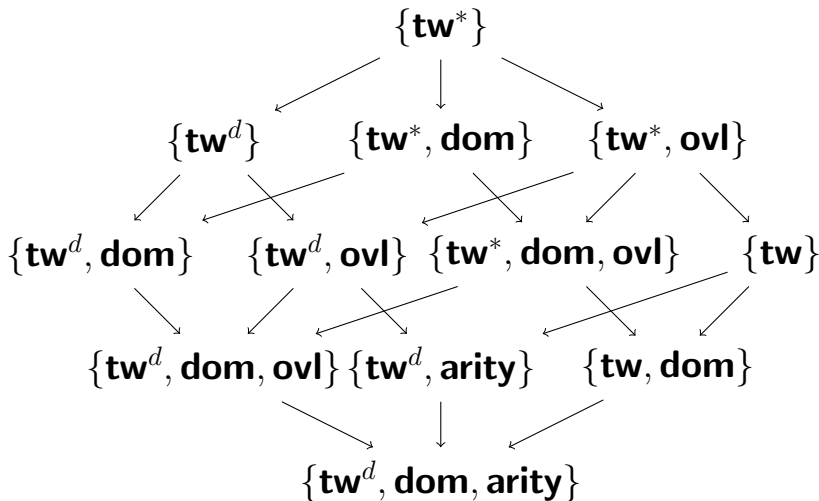 {tw*}
{tw^d} {tw*, dom} {tw*, ovl}
{tw^d, dom} {tw^d, ovl} {tw*, dom, ovl} {tw}
{tw^d, dom, ovl} {tw^d, arity} {tw, dom}
{tw^d, dom, arity}